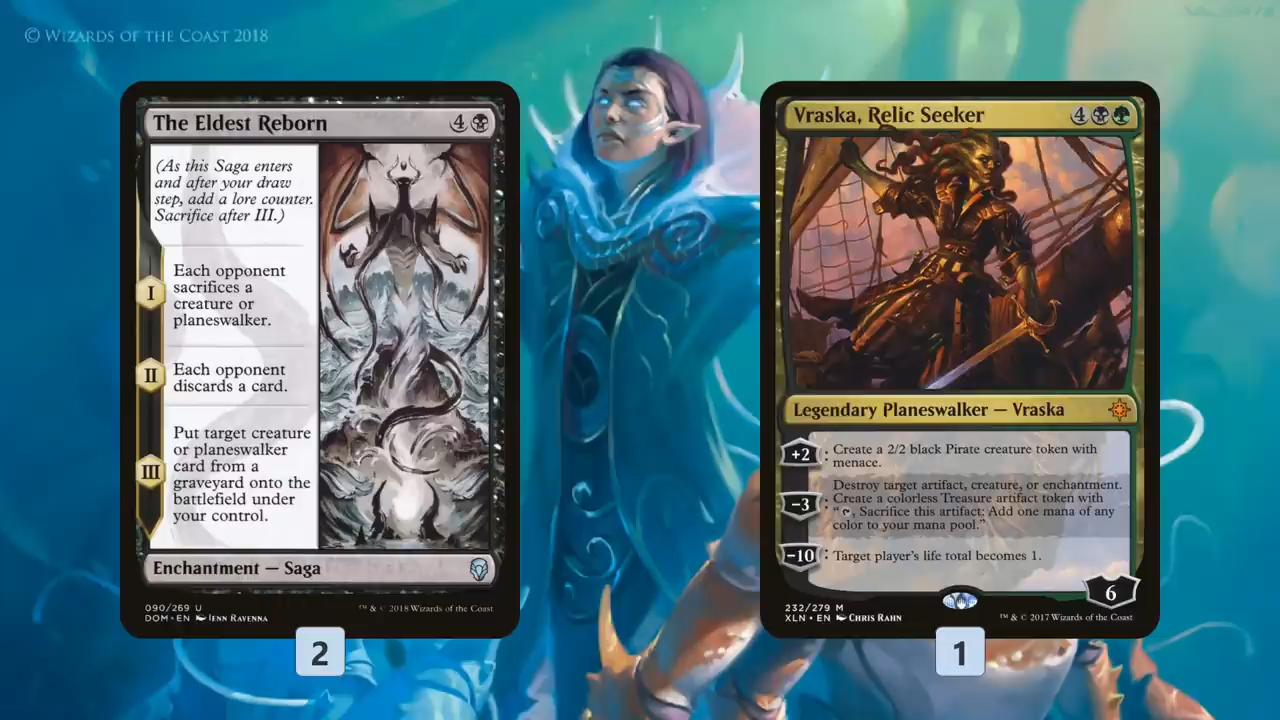 © Wizards of the Coast 2018
The Eldest Reborn
4
(As this Saga enters
and after your draw
step, add a lore counter.
Sacrifice after III.)
I
Each opponent
sacrifices a
creature or
planeswalker.
II
Each opponent
discards a card.
III
Put target creature
or planeswalker
card from a
graveyard onto the
battlefield under
your control.
Enchantment — Saga
090/269 U
DOM • EN Jenn Ravenna
™ & © 2018 Wizards of the Coast
2
Vraska, Relic Seeker
4
Legendary Planeswalker — Vraska
+2 : Create a 2/2 black Pirate creature token with
menace.
Destroy target artifact, creature, or enchantment.
−3 : Create a colorless Treasure artifact token with
“ , Sacrifice this artifact: Add one mana of any
color to your mana pool.”
−10 : Target player's life total becomes 1.
6
232/279 M
XLN • EN Chris Rahn
™ & © 2017 Wizards of the Coast
1